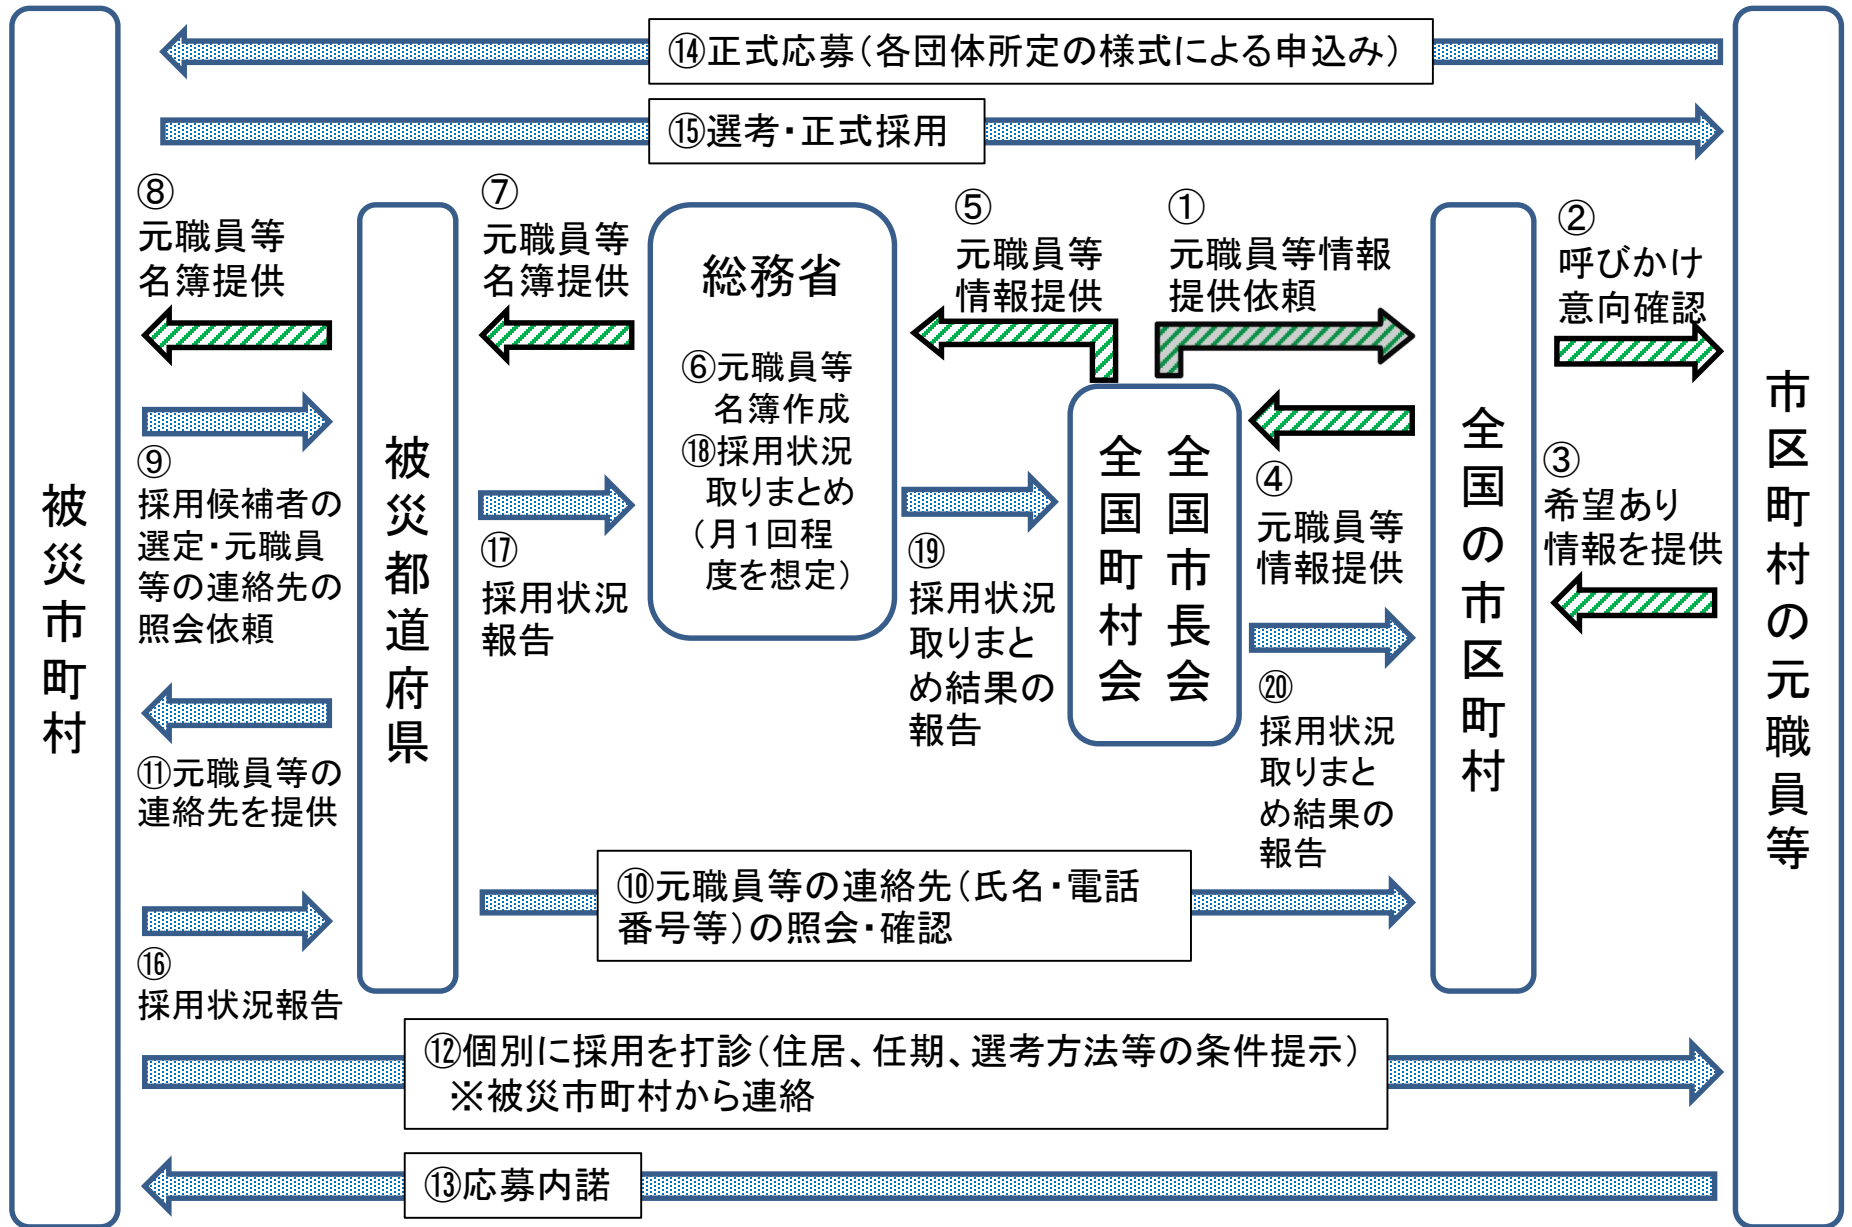 ⑭正式応募（各団体所定の様式による申込み）
⑮選考・正式採用
⑧
元職員等
名簿提供
⑦
元職員等
名簿提供
総務省
⑥元職員等
名簿作成
⑱採用状況
取りまとめ
（月１回程
度を想定）
⑤
元職員等
情報提供
①
元職員等情報
提供依頼
②
呼びかけ
意向確認
被災市町村
⑨
採用候補者の
選定・元職員
等の連絡先の
照会依頼
被災都道府県
⑰
採用状況
報告
⑲
採用状況
取りまと
め結果の
報告
全国市長会
全国町村会
④
元職員等
情報提供
全国の市区町村
③
希望あり
情報を提供
市区町村の元職員等
⑪元職員等の
連絡先を提供
⑳
採用状況
取りまと
め結果の
報告
⑩元職員等の連絡先（氏名・電話
番号等）の照会・確認
⑯
採用状況報告
⑫個別に採用を打診（住居、任期、選考方法等の条件提示）
※被災市町村から連絡
⑬応募内諾